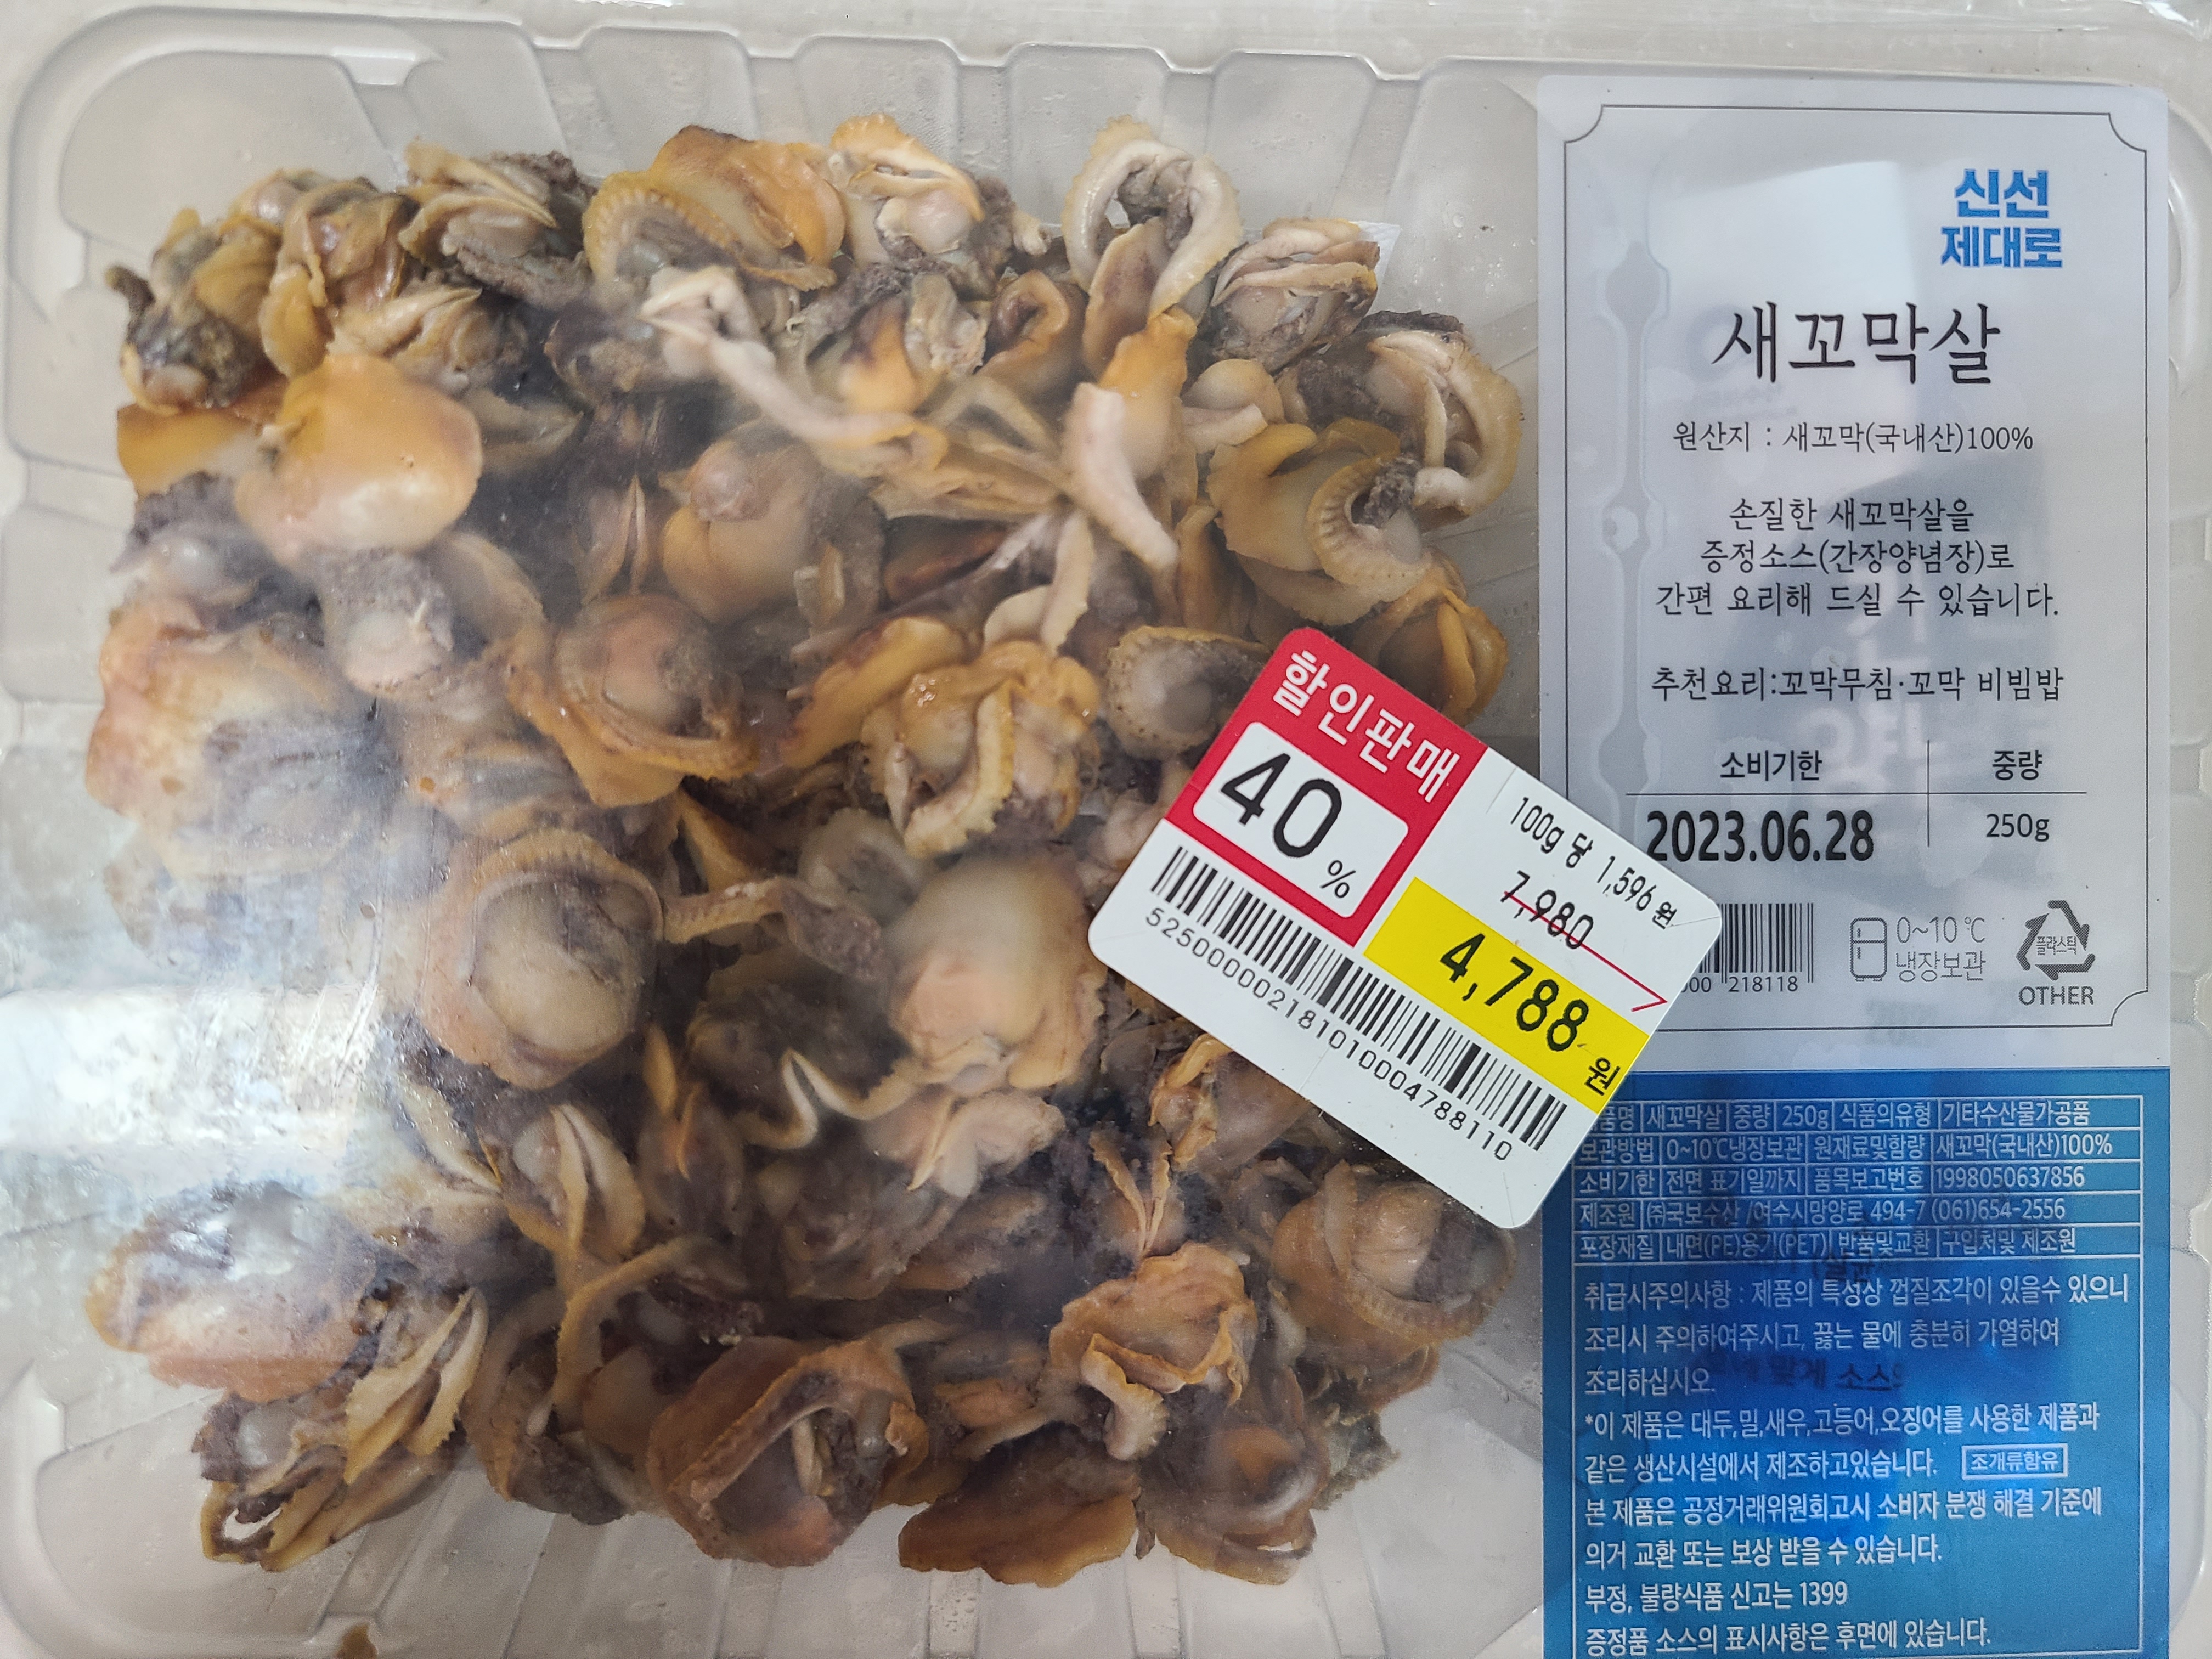 신선
제대로
새꼬막살
원산지 : 새꼬막(국내산)100%
손질한 새꼬막살을
증정소스(간장양념장)로
간편 요리해 드실 수 있습니다.
추천요리:꼬막무침·꼬막 비빔밥
소비기한 중량
2023.06.28 250g
218118
0~10℃
냉장보관
플라스틱
OTHER
할인판매
40%
100g 당 1,596원
7,980
4,788원
525000002181010004788110
품명 새꼬막살 중량 250g 식품의유형 기타수산물가공품
보관방법 0~10℃냉장보관 원재료및함량 새꼬막(국내산)100%
소비기한 전면 표기일까지 품목보고번호 1998050637856
제조원 ㈜국보수산 /여수시망양로 494-7 (061)654-2556
포장재질 내면(PE)용기(PET) 반품및교환 구입처및 제조원
취급시주의사항 : 제품의 특성상 껍질조각이 있을수 있으니
조리시 주의하여주시고, 끓는 물에 충분히 가열하여
조리하십시오.
*이 제품은 대두,밀,새우,고등어,오징어를 사용한 제품과
같은 생산시설에서 제조하고있습니다. 조개류함유
본 제품은 공정거래위원회고시 소비자 분쟁 해결 기준에
의거 교환 또는 보상 받을 수 있습니다.
부정, 불량식품 신고는 1399
증정품 소스의 표시사항은 후면에 있습니다.